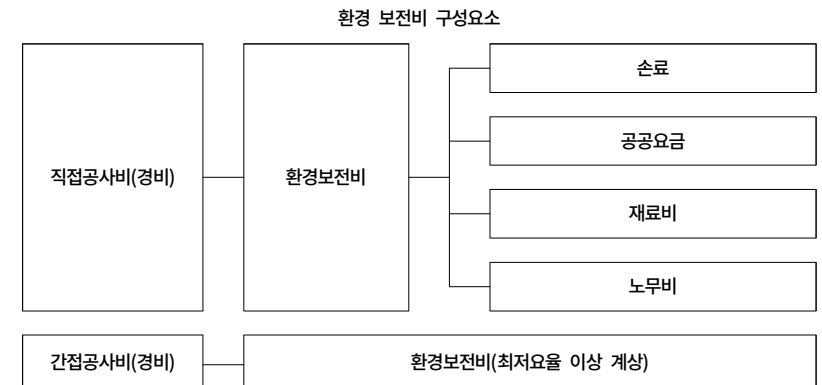 환경 보전비 구성요소
직접공사비(경비)
환경보전비
손료
공공요금
재료비
노무비
간접공사비(경비)
환경보전비(최저요율 이상 계상)